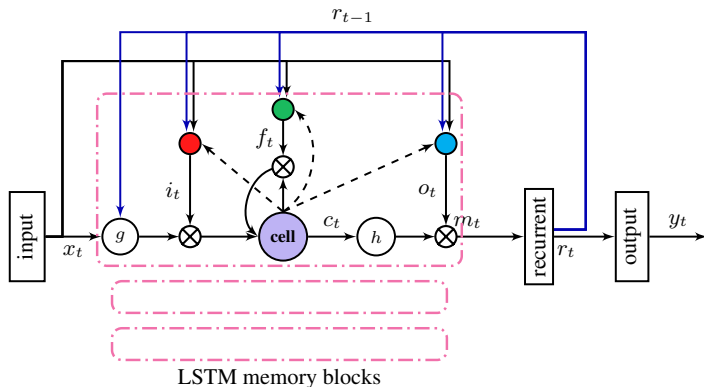 r_{t−1}
f_t
i_t
o_t
input
x_t
g
cell
c_t
h
m_t
recurrent
r_t
output
y_t
LSTM memory blocks